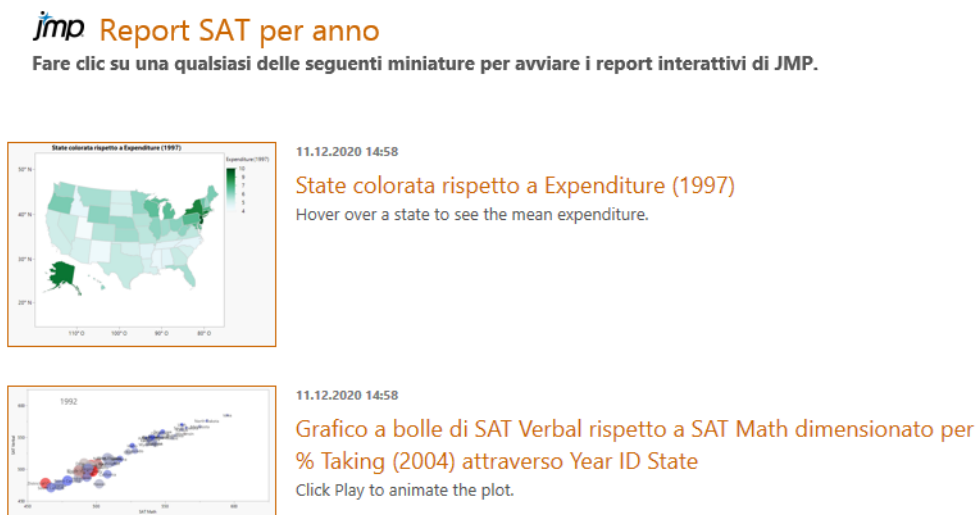 jmp Report SAT per anno
Fare clic su una qualsiasi delle seguenti miniature per avviare i report interattivi di JMP.
State colorata rispetto a Expenditure (1997)
Expenditure (1997)
10
9
8
7
6
5
4
50° N
40° N
30° N
20° N
110° O 100° O 90° O 80° O
11.12.2020 14:58
State colorata rispetto a Expenditure (1997)
Hover over a state to see the mean expenditure.
1992
SAT Verbal
SAT Math
11.12.2020 14:58
Grafico a bolle di SAT Verbal rispetto a SAT Math dimensionato per
% Taking (2004) attraverso Year ID State
Click Play to animate the plot.